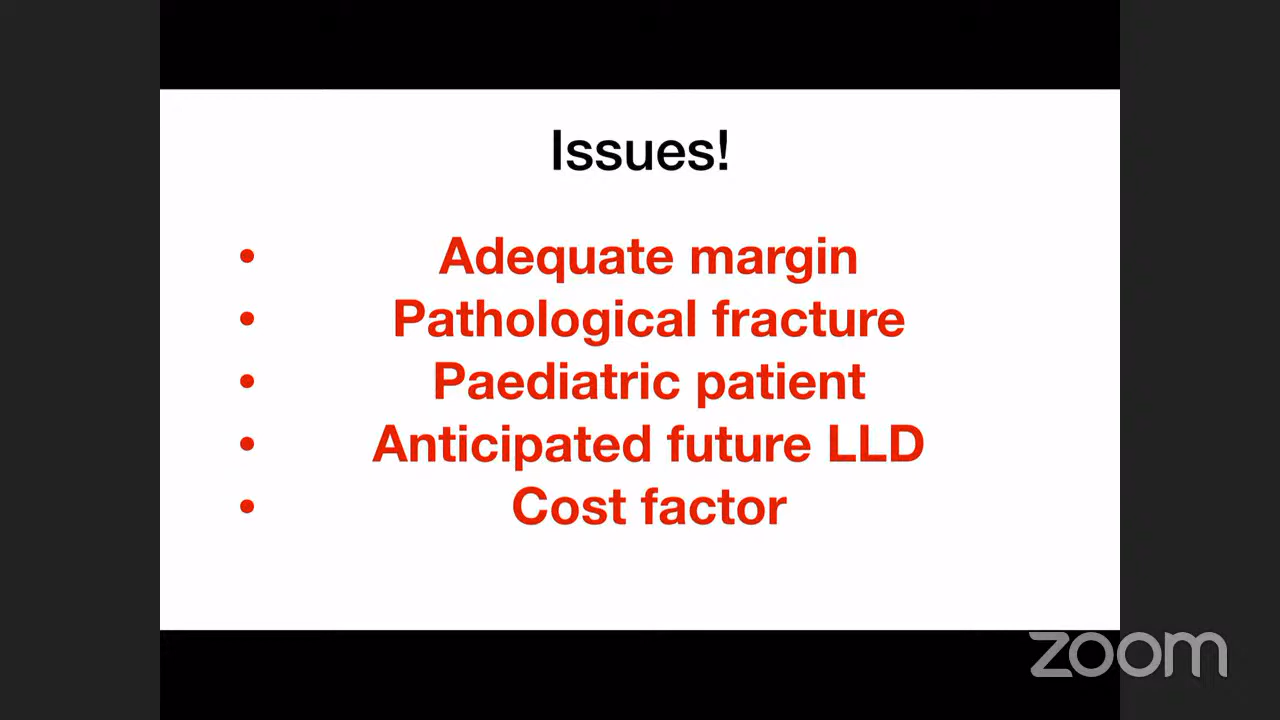 Issues!
• Adequate margin
• Pathological fracture
• Paediatric patient
• Anticipated future LLD
• Cost factor
zoom